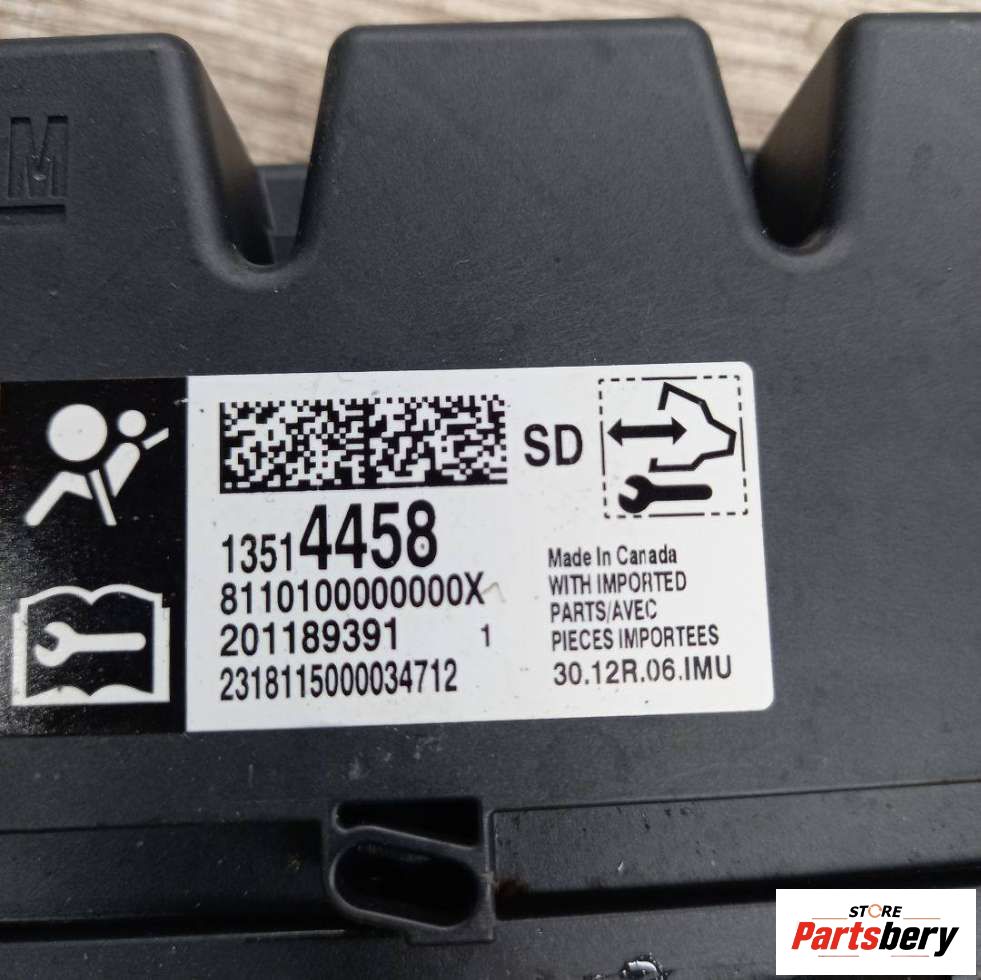 M
SD
13514458
8110100000000X
201189391 1
2318115000034712
Made In Canada
WITH IMPORTED
PARTS/AVEC
PIECES IMPORTEES
30.12R.06.IMU
STORE
Partsbery